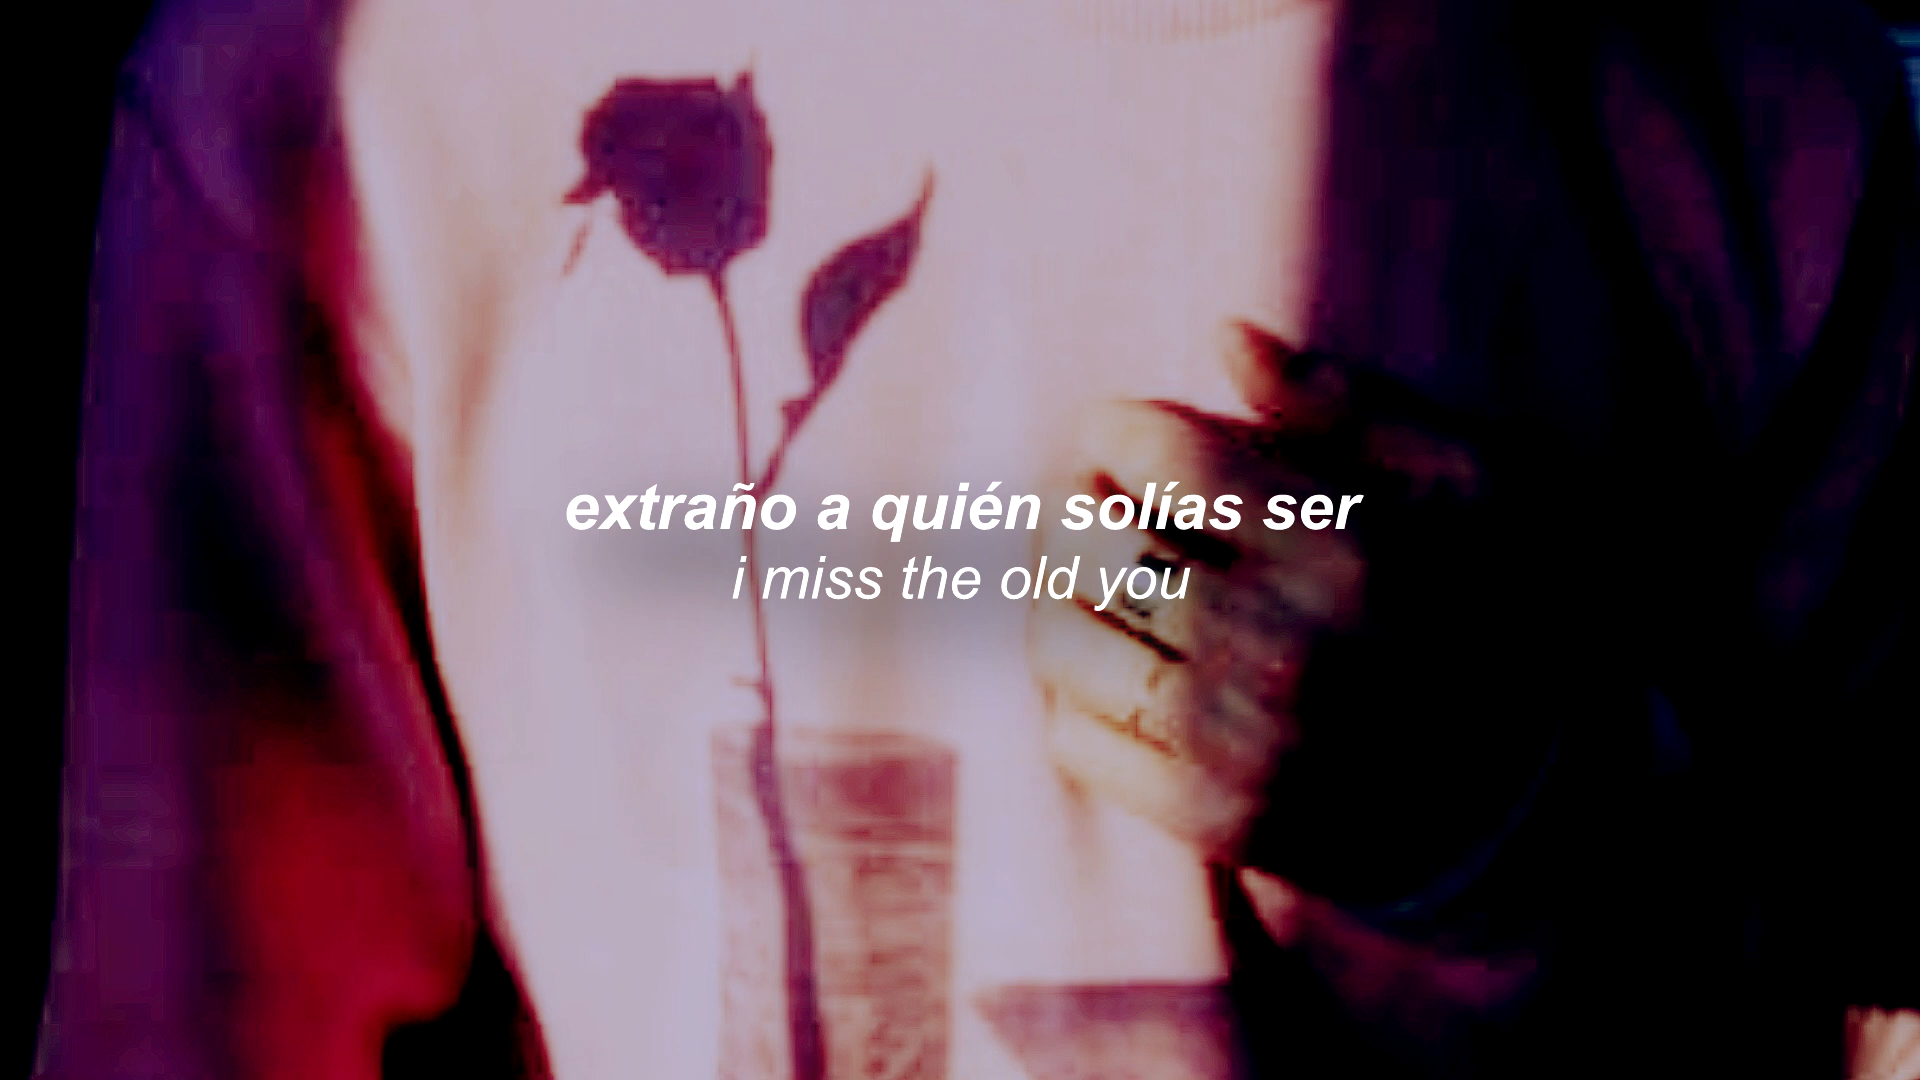 extraño a quién solías ser
i miss the old you